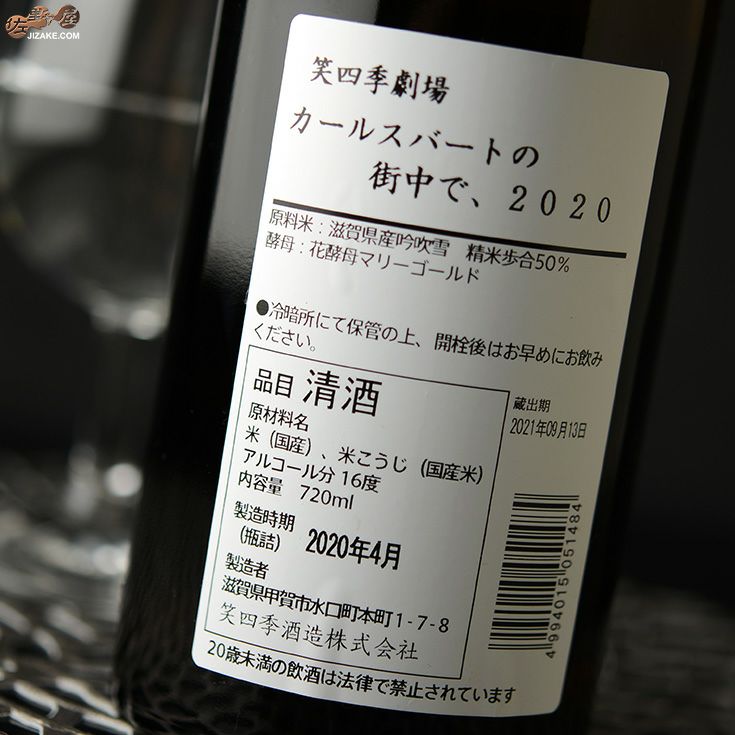 佐野屋
JIZAKE.COM
笑四季劇場
カールスバートの
街中で、2020
原料米：滋賀県産吟吹雪　精米歩合50%
酵母：花酵母マリーゴールド
●冷暗所にて保管の上、開栓後はお早めにお飲み
ください。
品目 清酒
原材料名
米（国産）、米こうじ（国産米）
アルコール分 16度
内容量　720ml
製造時期
（瓶詰）　2020年4月
製造者
滋賀県甲賀市水口町本町1-7-8
笑四季酒造株式会社
蔵出期
2021年09月13日
4994015051484
20歳未満の飲酒は法律で禁止されています